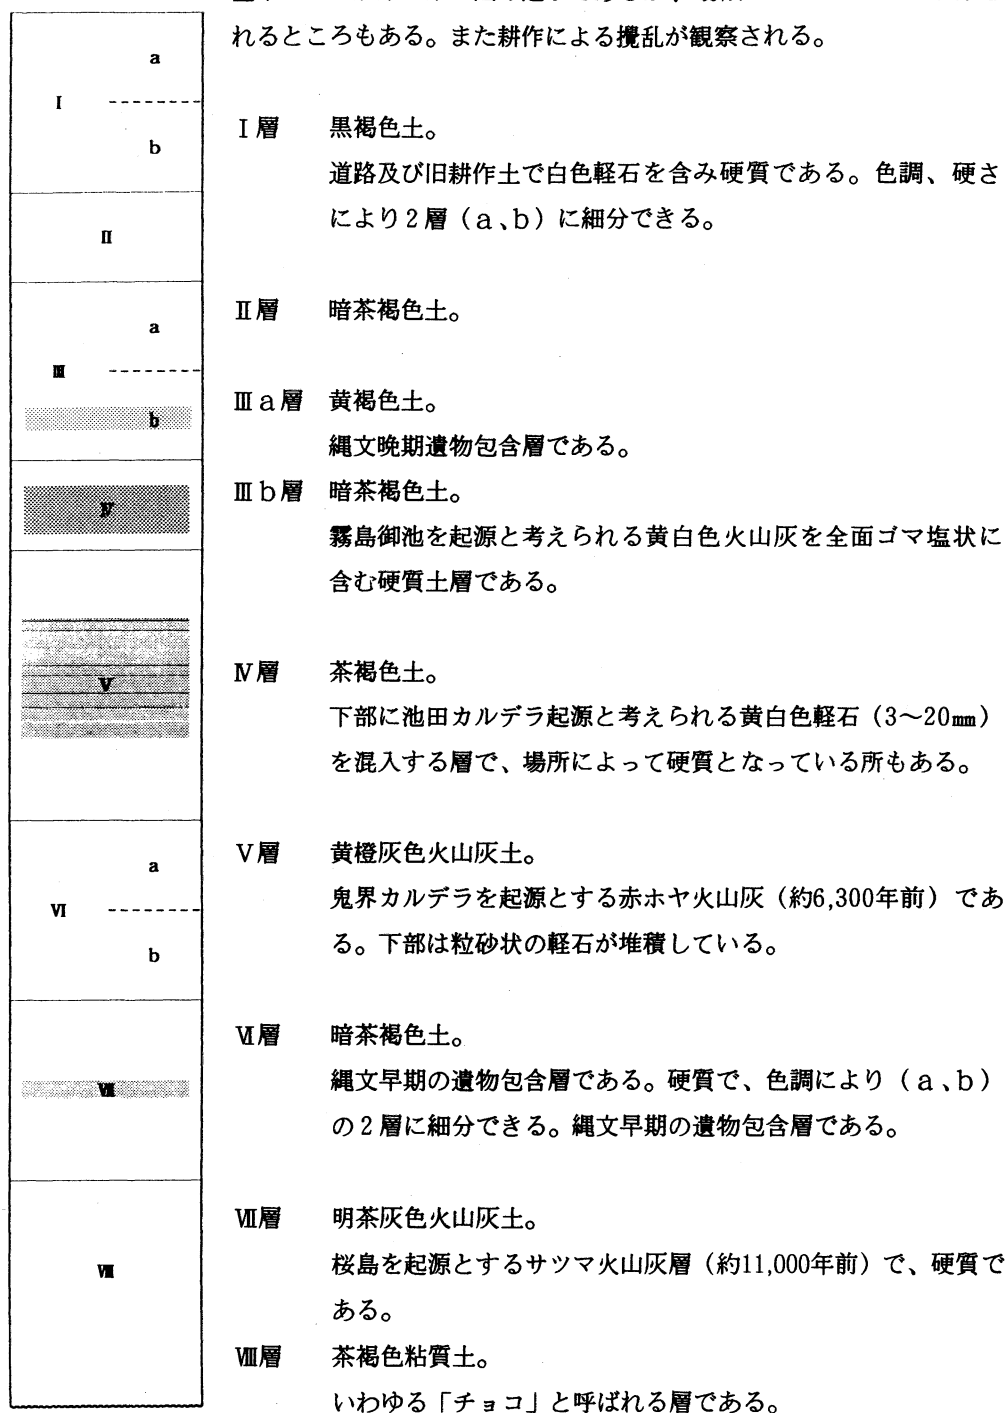 れるところもある。また耕作による攪乱が観察される。
a
Ⅰ
b
Ⅱ
a
Ⅲ
b
Ⅳ
Ⅴ
a
Ⅵ
b
Ⅶ
Ⅷ
Ⅰ層 黒褐色土。
道路及び旧耕作土で白色軽石を含み硬質である。色調、硬さ
により2層（a、b）に細分できる。
Ⅱ層 暗茶褐色土。
Ⅲa層 黄褐色土。
縄文晩期遺物包含層である。
Ⅲb層 暗茶褐色土。
霧島御池を起源と考えられる黄白色火山灰を全面ゴマ塩状に
含む硬質土層である。
Ⅳ層 茶褐色土。
下部に池田カルデラ起源と考えられる黄白色軽石（3〜20㎜）
を混入する層で、場所によって硬質となっている所もある。
Ⅴ層 黄橙灰色火山灰土。
鬼界カルデラを起源とする赤ホヤ火山灰（約6,300年前）であ
る。下部は粒砂状の軽石が堆積している。
Ⅵ層 暗茶褐色土。
縄文早期の遺物包含層である。硬質で、色調により（a、b）
の2層に細分できる。縄文早期の遺物包含層である。
Ⅶ層 明茶灰色火山灰土。
桜島を起源とするサツマ火山灰層（約11,000年前）で、硬質で
ある。
Ⅷ層 茶褐色粘質土。
いわゆる「チョコ」と呼ばれる層である。